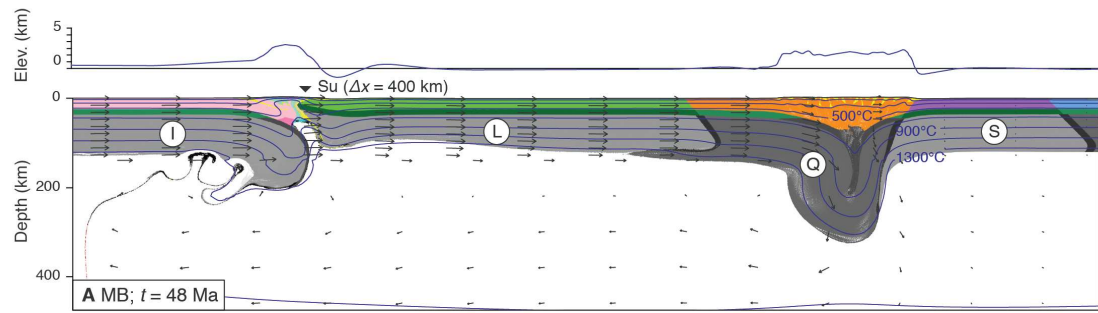 Elev. (km)
5
0
Su (Δx = 400 km)
Depth (km)
0
200
400
I
L
Q
S
500°C
900°C
1300°C
A MB; t = 48 Ma